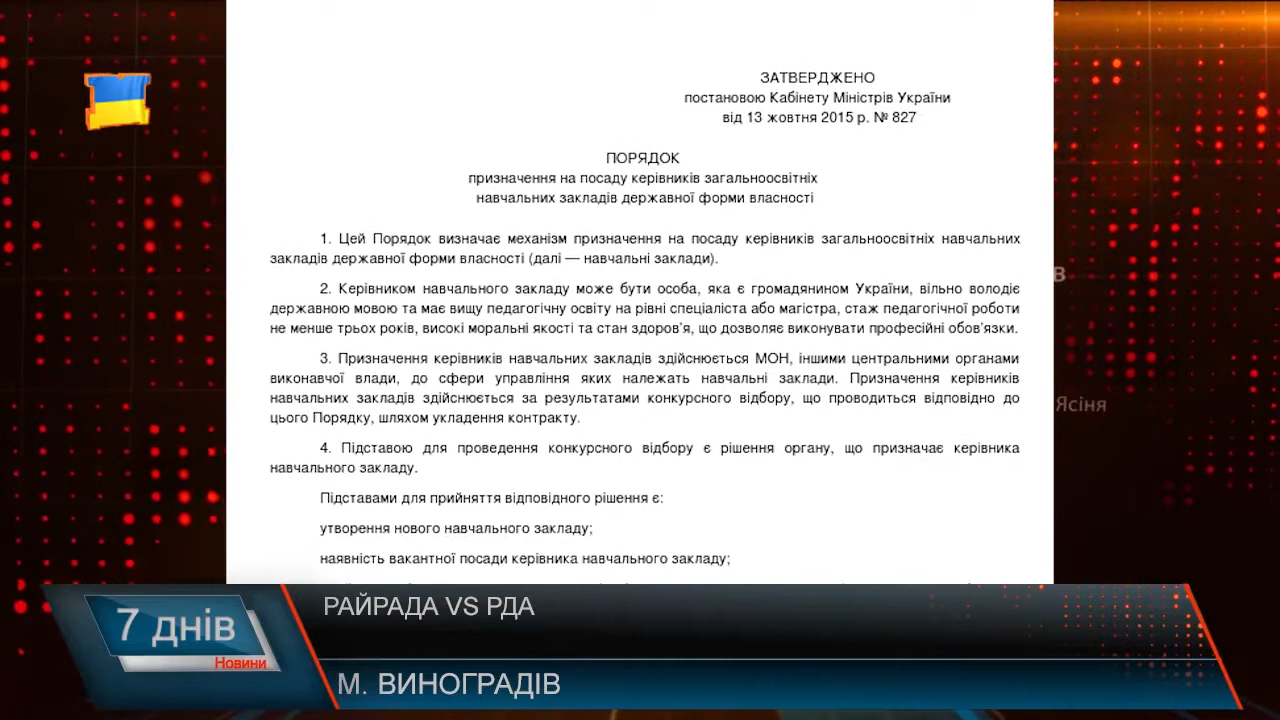 ЗАТВЕРДЖЕНО
постановою Кабінету Міністрів України
від 13 жовтня 2015 р. № 827
ПОРЯДОК
призначення на посаду керівників загальноосвітніх
навчальних закладів державної форми власності
1. Цей Порядок визначає механізм призначення на посаду керівників загальноосвітніх навчальних
закладів державної форми власності (далі — навчальні заклади).
2. Керівником навчального закладу може бути особа, яка є громадянином України, вільно володіє
державною мовою та має вищу педагогічну освіту на рівні спеціаліста або магістра, стаж педагогічної роботи
не менше трьох років, високі моральні якості та стан здоров’я, що дозволяє виконувати професійні обов’язки.
3. Призначення керівників навчальних закладів здійснюється МОН, іншими центральними органами
виконавчої влади, до сфери управління яких належать навчальні заклади. Призначення керівників
навчальних закладів здійснюється за результатами конкурсного відбору, що проводиться відповідно до
цього Порядку, шляхом укладення контракту.
4. Підставою для проведення конкурсного відбору є рішення органу, що призначає керівника
навчального закладу.
Підставами для прийняття відповідного рішення є:
утворення нового навчального закладу;
наявність вакантної посади керівника навчального закладу;
в
Ясіня
7 днів
Новини
РАЙРАДА VS РДА
М. ВИНОГРАДІВ